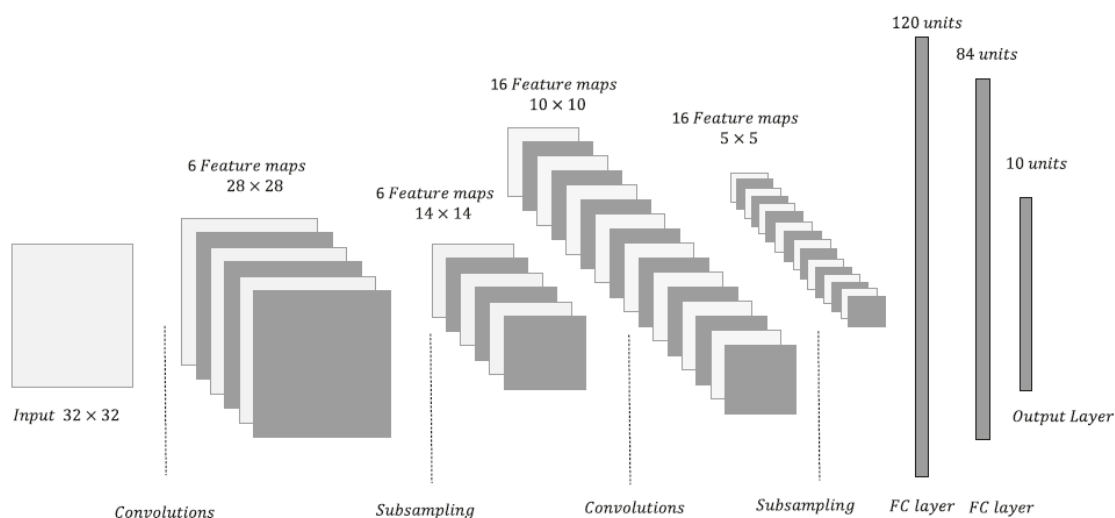 Input 32 × 32
6 Feature maps
28 × 28
6 Feature maps
14 × 14
16 Feature maps
10 × 10
16 Feature maps
5 × 5
120 units
84 units
10 units
Output Layer
Convolutions
Subsampling
Convolutions
Subsampling
FC layer
FC layer